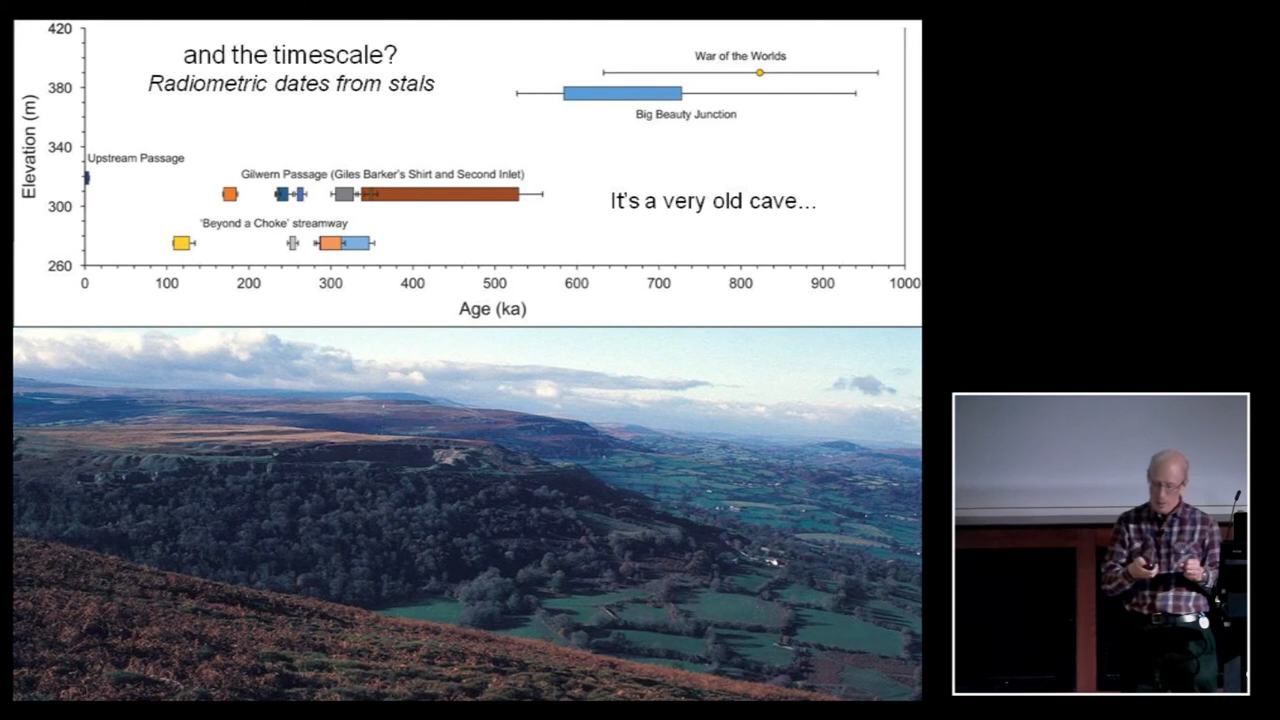 and the timescale?
Radiometric dates from stals
It's a very old cave...
War of the Worlds
Big Beauty Junction
Upstream Passage
Gilwern Passage (Giles Barker's Shirt and Second Inlet)
'Beyond a Choke' streamway
Elevation (m)
420
380
340
300
260
0 100 200 300 400 500 600 700 800 900 1000
Age (ka)